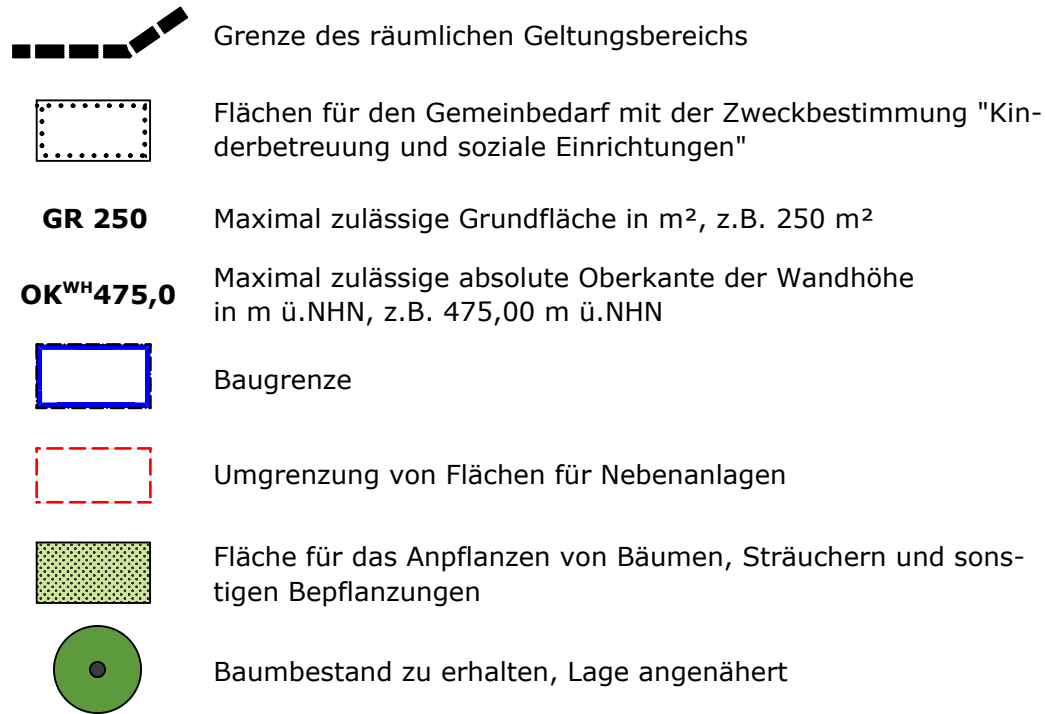 Grenze des räumlichen Geltungsbereichs
Flächen für den Gemeinbedarf mit der Zweckbestimmung "Kin-
derbetreuung und soziale Einrichtungen"
GR 250 Maximal zulässige Grundfläche in m², z.B. 250 m²
Maximal zulässige absolute Oberkante der Wandhöhe
OKᵂᴴ475,0 in m ü.NHN, z.B. 475,00 m ü.NHN
Baugrenze
Umgrenzung von Flächen für Nebenanlagen
Fläche für das Anpflanzen von Bäumen, Sträuchern und sons-
tigen Bepflanzungen
Baumbestand zu erhalten, Lage angenähert